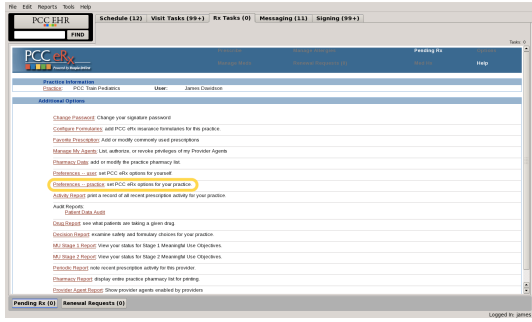 File Edit Reports Tools Help
PCC EHR
FIND
Schedule (12) Visit Tasks (99+) Rx Tasks (0) Messaging (11) Signing (99+)
Tasks: 0
PCC eRx
Pending Rx
Help
Practice Information
Practice: PCC Train Pediatrics User: James Davidson
Additional Options
Change Password: Change your signature password
Configure Formularies: add PCC eRx insurance formularies for this practice.
Favorite Prescription: Add or modify commonly used prescriptions
Manage My Agents: List, authorize, or revoke privileges of my Provider Agents
Pharmacy Data: add or modify the practice pharmacy list
Preferences -- user: set PCC eRx options for yourself
Preferences -- practice: set PCC eRx options for your practice.
Activity Report: print a record of all recent prescription activity for your practice
Audit Reports:
Patient Data Audit
Drug Report: see what patients are taking a given drug.
Decision Report: examine safety and formulary choices for your practice.
MU Stage 1 Report: View your status for Stage 1 Meaningful Use Objectives.
MU Stage 2 Report: View your status for Stage 2 Meaningful Use Objectives.
Periodic Report: note recent prescription activity for this provider.
Pharmacy Report: display entire practice pharmacy list for printing.
Provider Agent Report: Show provider agents enabled by providers
Pending Rx (0) Renewal Requests (0)
Logged In: james